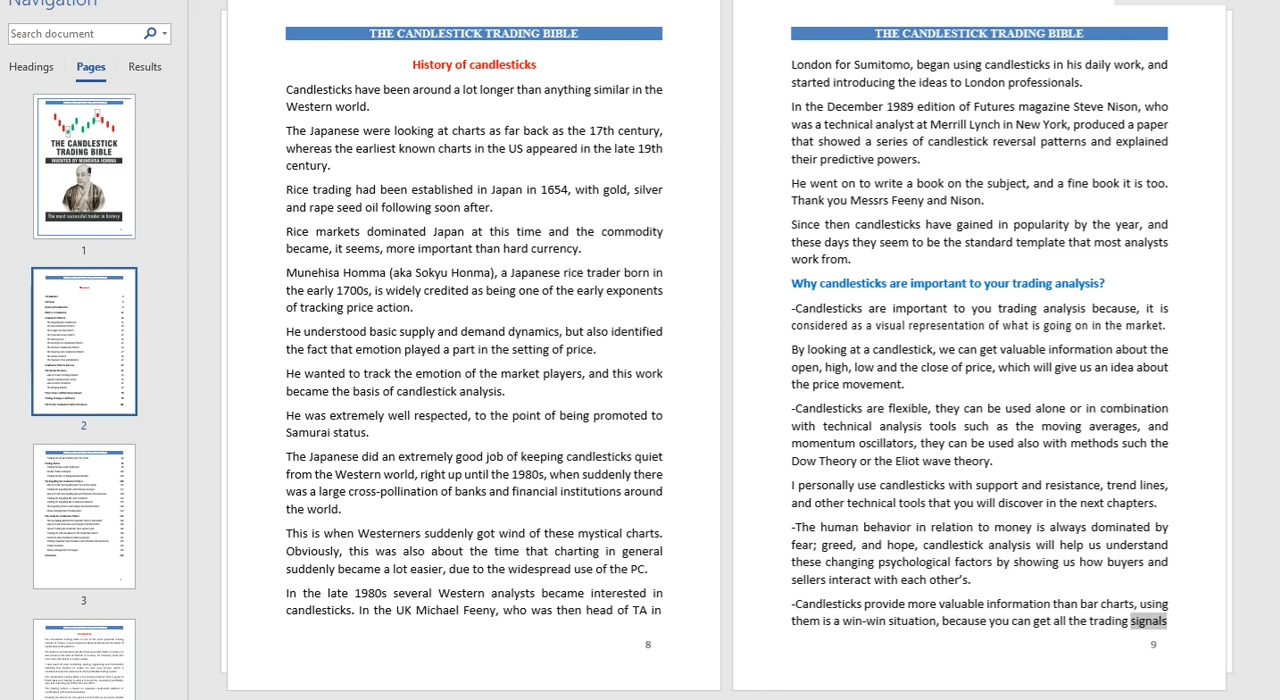 Navigation
Search document
Headings
Pages
Results
THE CANDLESTICK
TRADING BIBLE
INVENTED BY MUNEHISA HOMMA
The most successful trader in history
1
2
3
THE CANDLESTICK TRADING BIBLE
History of candlesticks
Candlesticks have been around a lot longer than anything similar in the
Western world.
The Japanese were looking at charts as far back as the 17th century,
whereas the earliest known charts in the US appeared in the late 19th
century.
Rice trading had been established in Japan in 1654, with gold, silver
and rape seed oil following soon after.
Rice markets dominated Japan at this time and the commodity
became, it seems, more important than hard currency.
Munehisa Homma (aka Sokyu Honma), a Japanese rice trader born in
the early 1700s, is widely credited as being one of the early exponents
of tracking price action.
He understood basic supply and demand dynamics, but also identified
the fact that emotion played a part in the setting of price.
He wanted to track the emotion of the market players, and this work
became the basis of candlestick analysis.
He was extremely well respected, to the point of being promoted to
Samurai status.
The Japanese did an extremely good job of keeping candlesticks quiet
from the Western world, right up until the 1980s, when suddenly there
was a large cross-pollination of banks and financial institutions around
the world.
This is when Westerners suddenly got wind of these mystical charts.
Obviously, this was also about the time that charting in general
suddenly became a lot easier, due to the widespread use of the PC.
In the late 1980s several Western analysts became interested in
candlesticks. In the UK Michael Feeny, who was then head of TA in
8
THE CANDLESTICK TRADING BIBLE
London for Sumitomo, began using candlesticks in his daily work, and
started introducing the ideas to London professionals.
In the December 1989 edition of Futures magazine Steve Nison, who
was a technical analyst at Merrill Lynch in New York, produced a paper
that showed a series of candlestick reversal patterns and explained
their predictive powers.
He went on to write a book on the subject, and a fine book it is too.
Thank you Messrs Feeny and Nison.
Since then candlesticks have gained in popularity by the year, and
these days they seem to be the standard template that most analysts
work from.
Why candlesticks are important to your trading analysis?
-Candlesticks are important to you trading analysis because, it is
considered as a visual representation of what is going on in the market.
By looking at a candlestick, we can get valuable information about the
open, high, low and the close of price, which will give us an idea about
the price movement.
-Candlesticks are flexible, they can be used alone or in combination
with technical analysis tools such as the moving averages, and
momentum oscillators, they can be used also with methods such the
Dow Theory or the Eliot wave theory.
I personally use candlesticks with support and resistance, trend lines,
and other technical tools that you will discover in the next chapters.
-The human behavior in relation to money is always dominated by
fear; greed, and hope, candlestick analysis will help us understand
these changing psychological factors by showing us how buyers and
sellers interact with each other's.
-Candlesticks provide more valuable information than bar charts, using
them is a win-win situation, because you can get all the trading signals
9